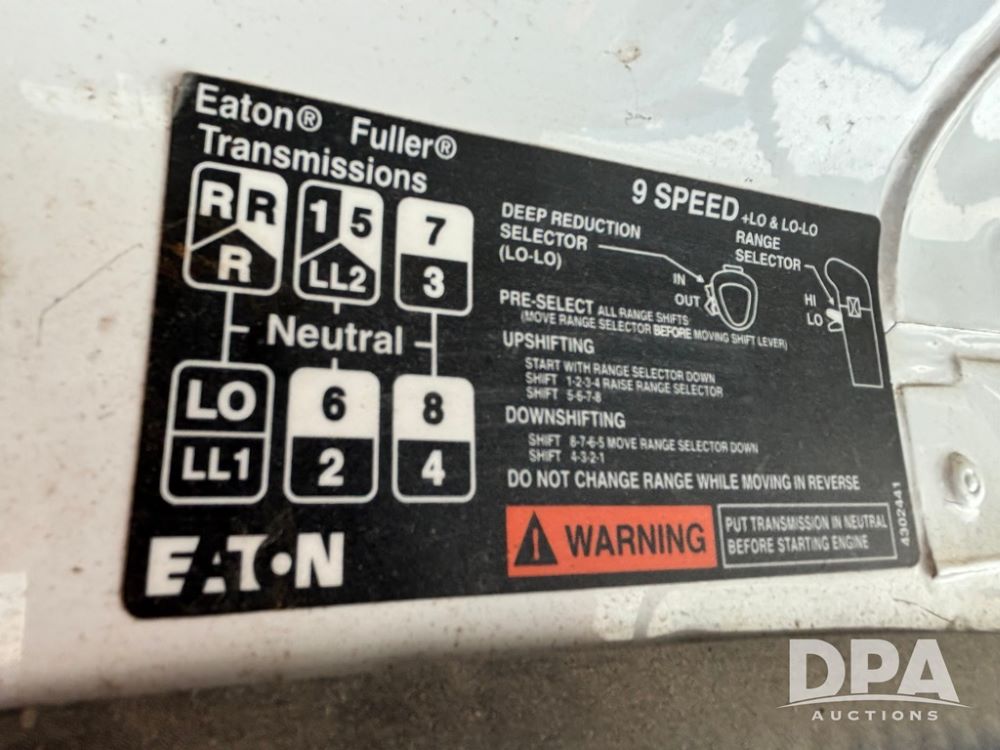 Eaton® Fuller®
Transmissions
9 SPEED +LO & LO-LO
R R 1 5 7
R LL2 3
Neutral
LO 6 8
LL1 2 4
EATON
DEEP REDUCTION
SELECTOR
(LO-LO)
RANGE
SELECTOR
IN
OUT
HI
LO
PRE-SELECT ALL RANGE SHIFTS
(MOVE RANGE SELECTOR BEFORE MOVING SHIFT LEVER)
UPSHIFTING
START WITH RANGE SELECTOR DOWN
SHIFT 1-2-3-4 RAISE RANGE SELECTOR
SHIFT 5-6-7-8
DOWNSHIFTING
SHIFT 8-7-6-5 MOVE RANGE SELECTOR DOWN
SHIFT 4-3-2-1
DO NOT CHANGE RANGE WHILE MOVING IN REVERSE
WARNING
PUT TRANSMISSION IN NEUTRAL
BEFORE STARTING ENGINE
4302441
DPA
AUCTIONS